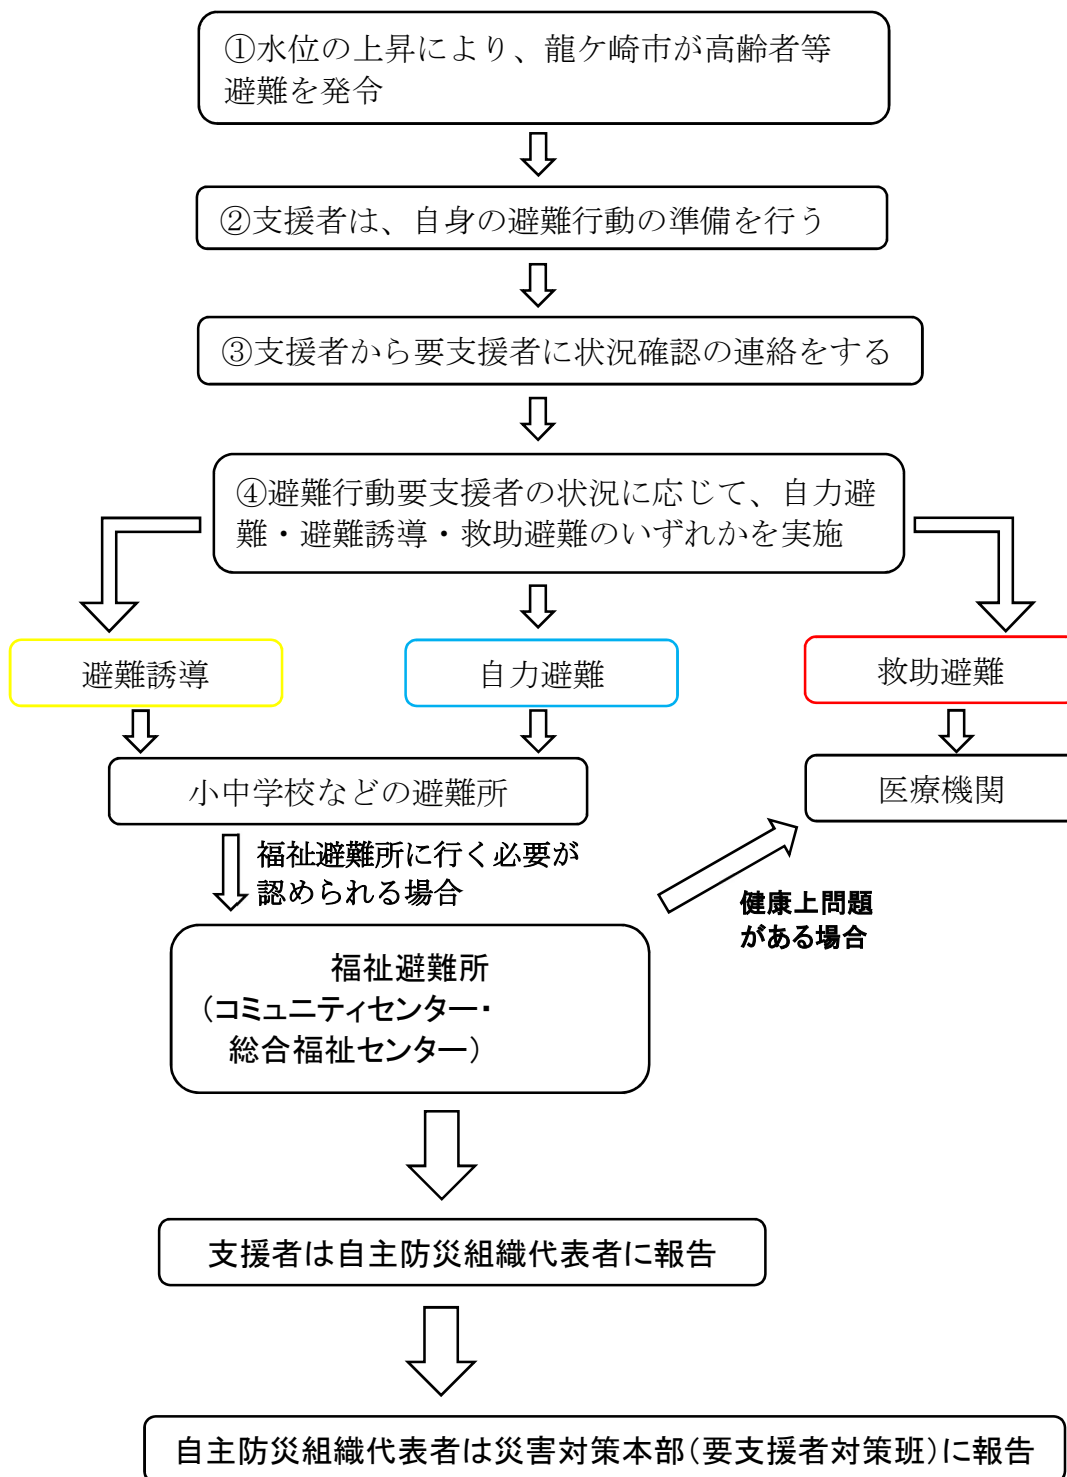 ①水位の上昇により、龍ケ崎市が高齢者等
避難を発令
②支援者は、自身の避難行動の準備を行う
③支援者から要支援者に状況確認の連絡をする
④避難行動要支援者の状況に応じて、自力避
難・避難誘導・救助避難のいずれかを実施
避難誘導
自力避難
救助避難
小中学校などの避難所
医療機関
福祉避難所に行く必要が
認められる場合
健康上問題
がある場合
福祉避難所
（コミュニティセンター・
総合福祉センター）
支援者は自主防災組織代表者に報告
自主防災組織代表者は災害対策本部（要支援者対策班）に報告